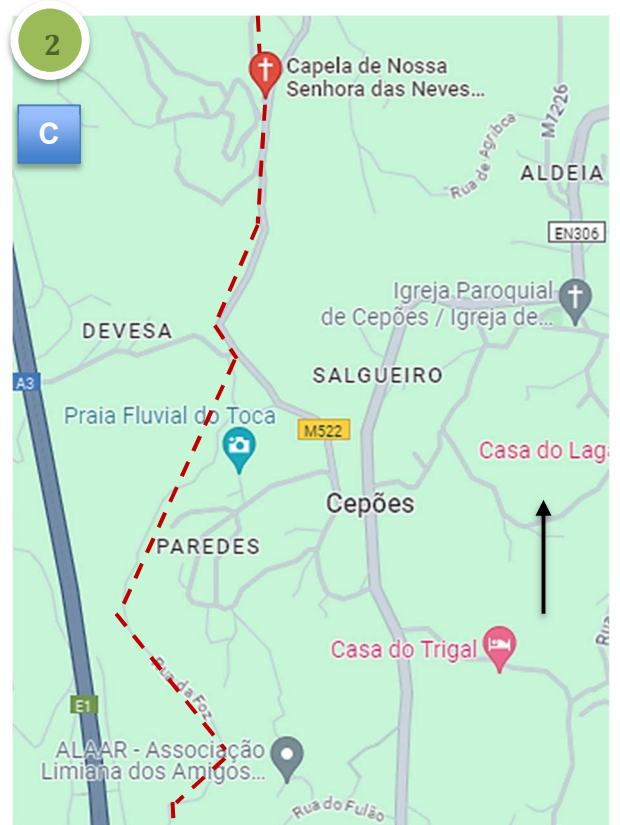 2
C
Capela de Nossa
Senhora das Neves...
M1226
Rua de Agriboa
ALDEIA
EN306
Igreja Paroquial
de Cepões / Igreja de...
DEVESA
SALGUEIRO
A3
Praia Fluvial do Toca
M522
Casa do Lag
Cepões
PAREDES
Casa do Trigal
Rua
Rua da Foz
E1
ALAAR - Associação
Limiana dos Amigos...
Rua do Fulão